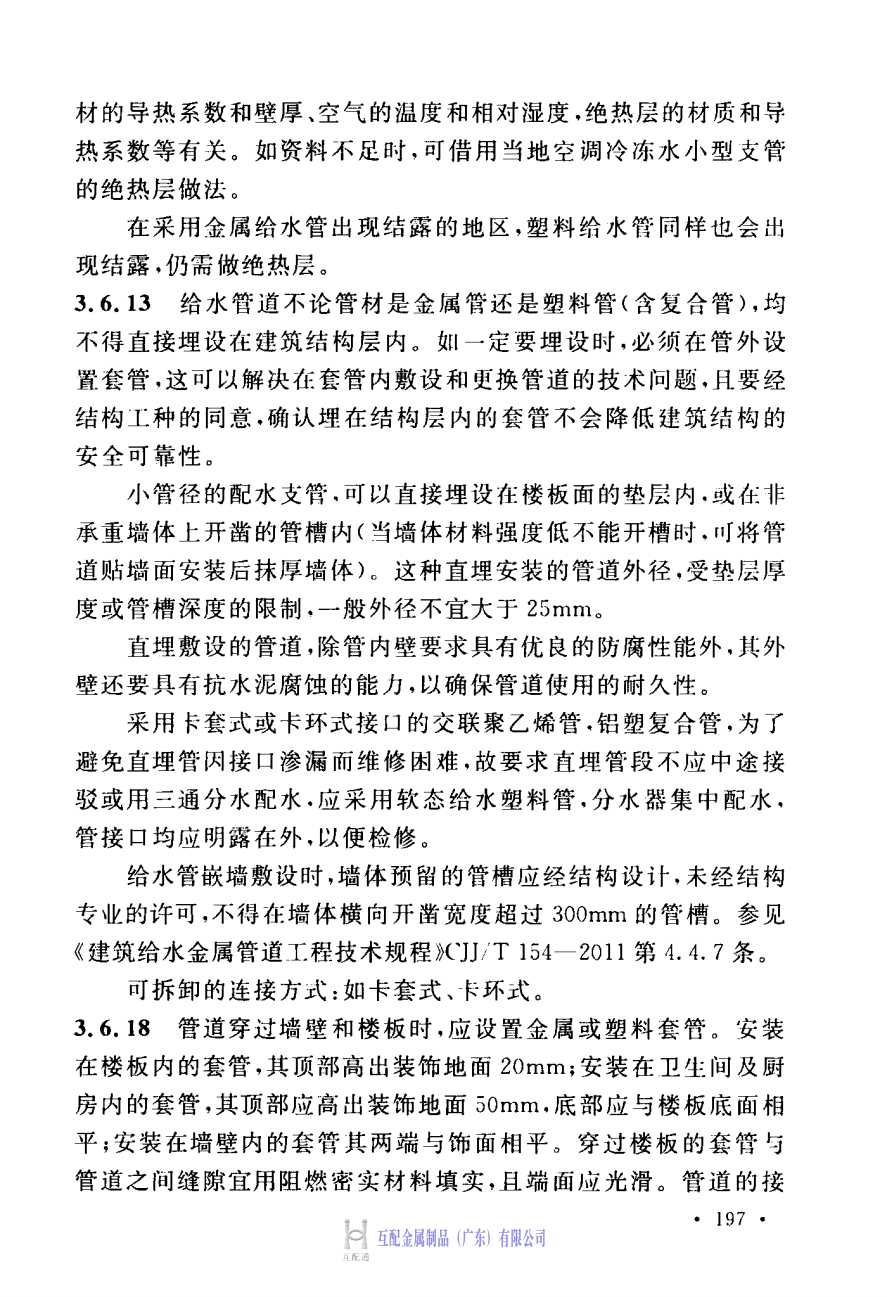 材的导热系数和壁厚、空气的温度和相对湿度,绝热层的材质和导
热系数等有关。如资料不足时,可借用当地空调冷冻水小型支管
的绝热层做法。
在采用金属给水管出现结露的地区,塑料给水管同样也会出
现结露,仍需做绝热层。
3.6.13 给水管道不论管材是金属管还是塑料管(含复合管),均
不得直接埋设在建筑结构层内。如一定要埋设时,必须在管外设
置套管,这可以解决在套管内敷设和更换管道的技术问题,且要经
结构工种的同意,确认埋在结构层内的套管不会降低建筑结构的
安全可靠性。
小管径的配水支管,可以直接埋设在楼板面的垫层内,或在非
承重墙体上开凿的管槽内(当墙体材料强度低不能开槽时,可将管
道贴墙面安装后抹厚墙体)。这种直埋安装的管道外径,受垫层厚
度或管槽深度的限制,一般外径不宜大于25mm。
直埋敷设的管道,除管内壁要求具有优良的防腐性能外,其外
壁还要具有抗水泥腐蚀的能力,以确保管道使用的耐久性。
采用卡套式或卡环式接口的交联聚乙烯管,铝塑复合管,为了
避免直埋管因接口渗漏而维修困难,故要求直埋管段不应中途接
驳或用三通分水配水,应采用软态给水塑料管,分水器集中配水,
管接口均应明露在外,以便检修。
给水管嵌墙敷设时,墙体预留的管槽应经结构设计,未经结构
专业的许可,不得在墙体横向开凿宽度超过300mm的管槽。参见
《建筑给水金属管道工程技术规程》CJJ/T 154—2011第4.4.7条。
可拆卸的连接方式:如卡套式、卡环式。
3.6.18 管道穿过墙壁和楼板时,应设置金属或塑料套管。安装
在楼板内的套管,其顶部高出装饰地面20mm;安装在卫生间及厨
房内的套管,其顶部应高出装饰地面50mm,底部应与楼板底面相
平;安装在墙壁内的套管其两端与饰面相平。穿过楼板的套管与
管道之间缝隙宜用阻燃密实材料填实,且端面应光滑。管道的接
• 197 •
互配金属制品(广东)有限公司
互配通